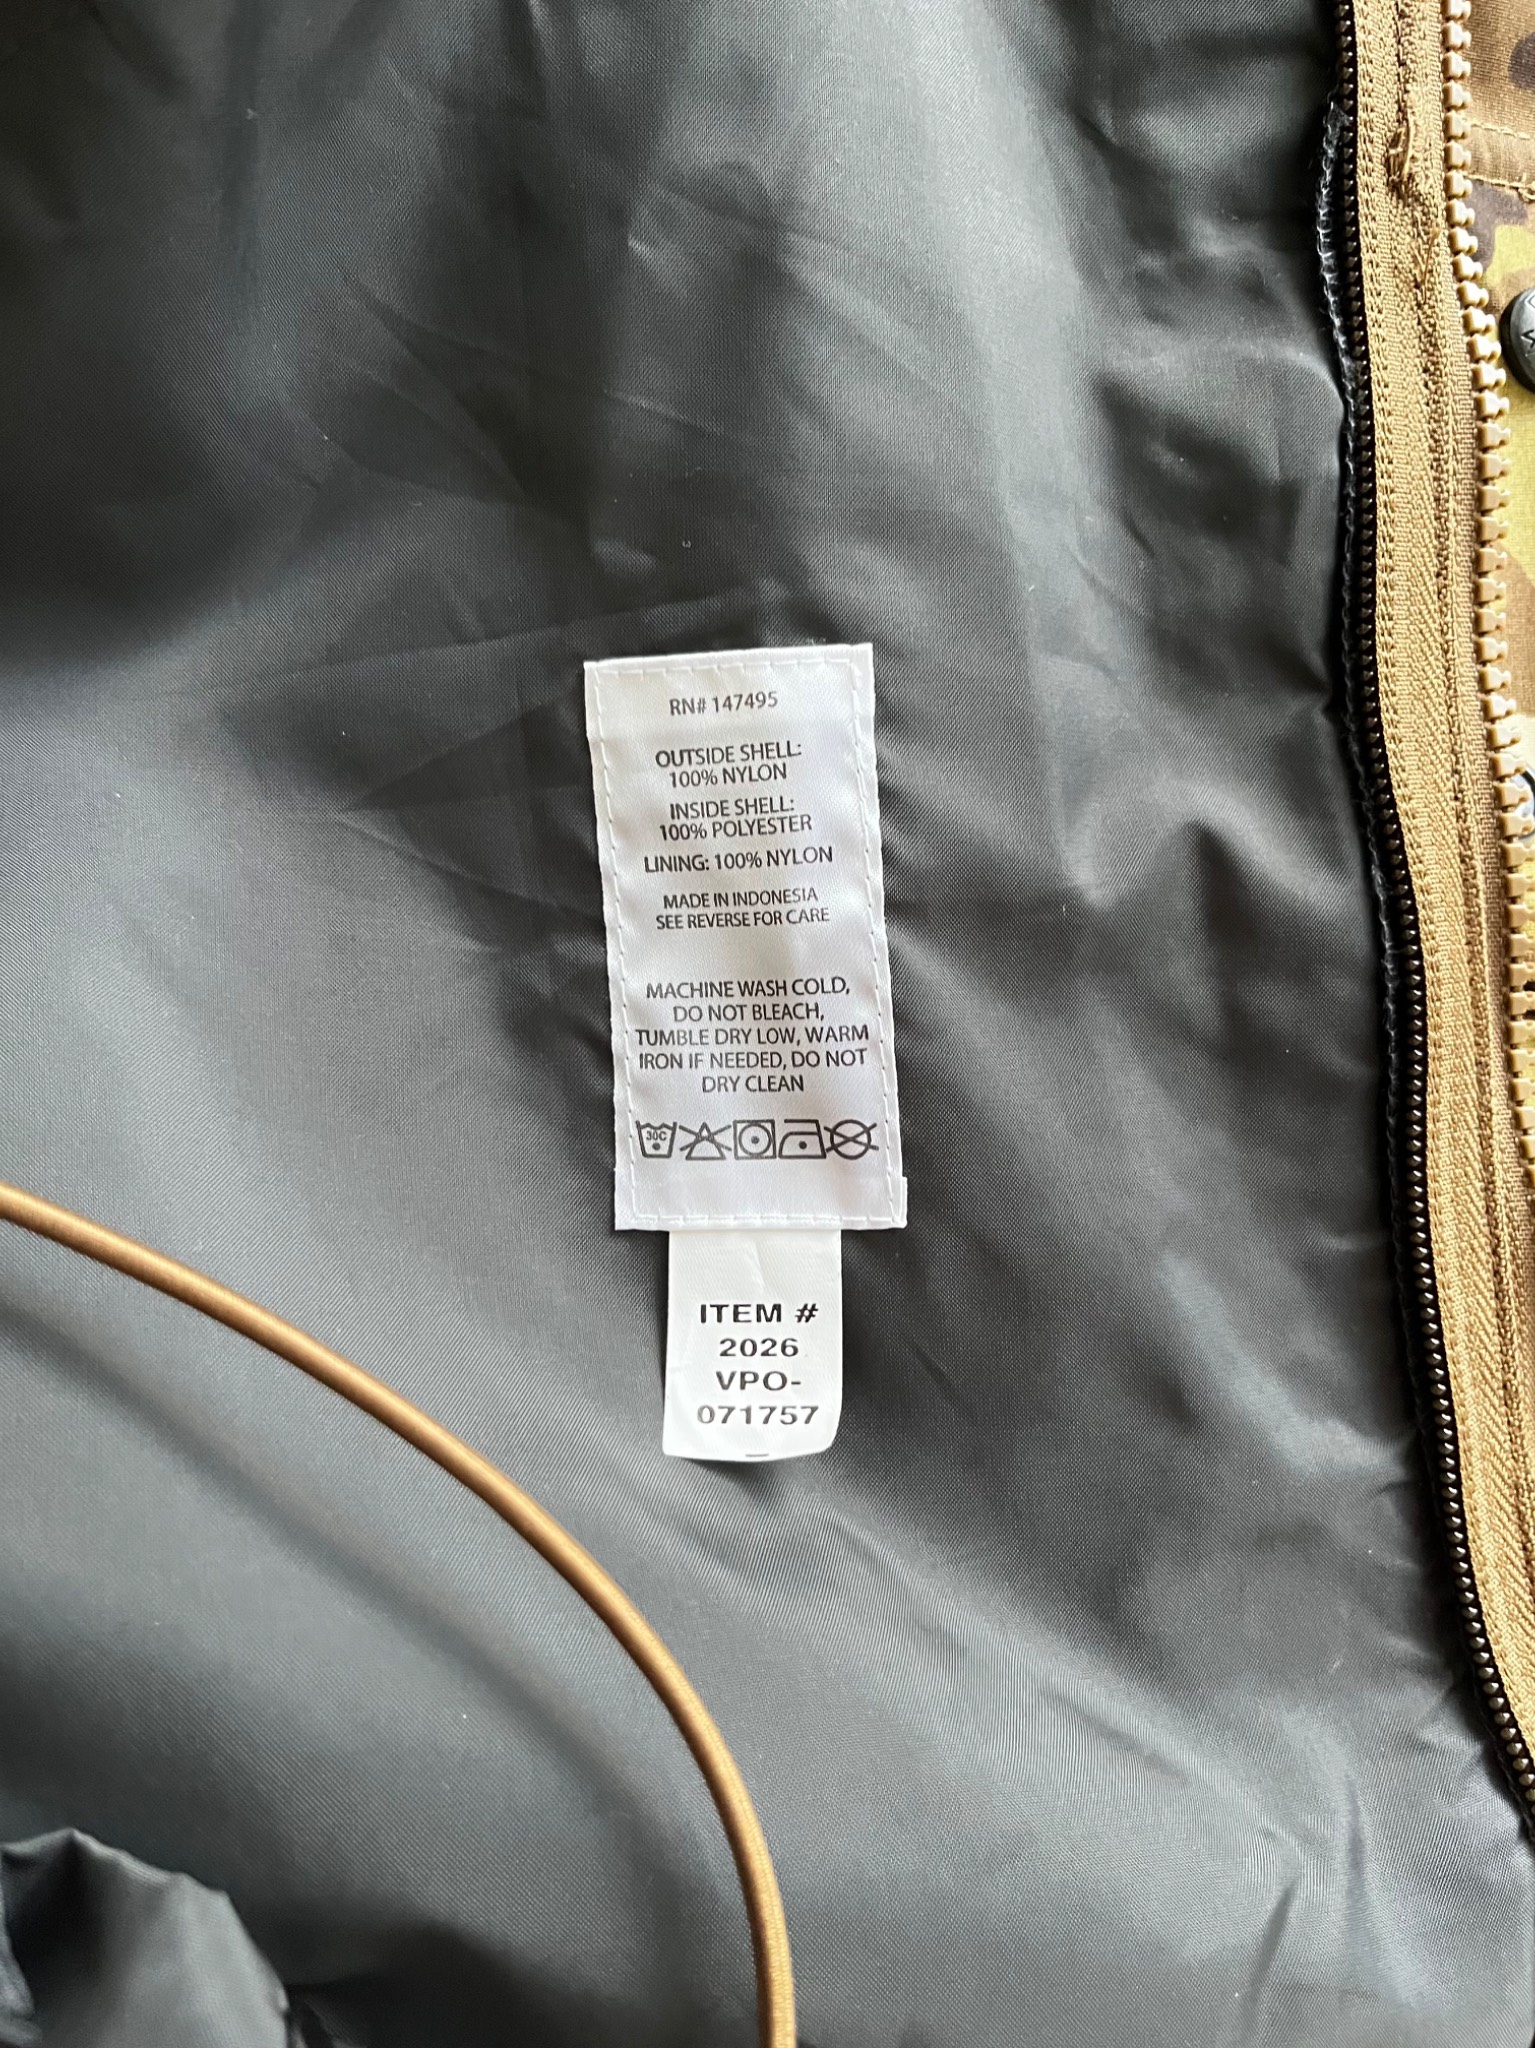 RN# 147495
OUTSIDE SHELL:
100% NYLON
INSIDE SHELL:
100% POLYESTER
LINING: 100% NYLON
MADE IN INDONESIA
SEE REVERSE FOR CARE
MACHINE WASH COLD,
DO NOT BLEACH,
TUMBLE DRY LOW, WARM
IRON IF NEEDED, DO NOT
DRY CLEAN
30C
ITEM #
2026
VPO-
071757